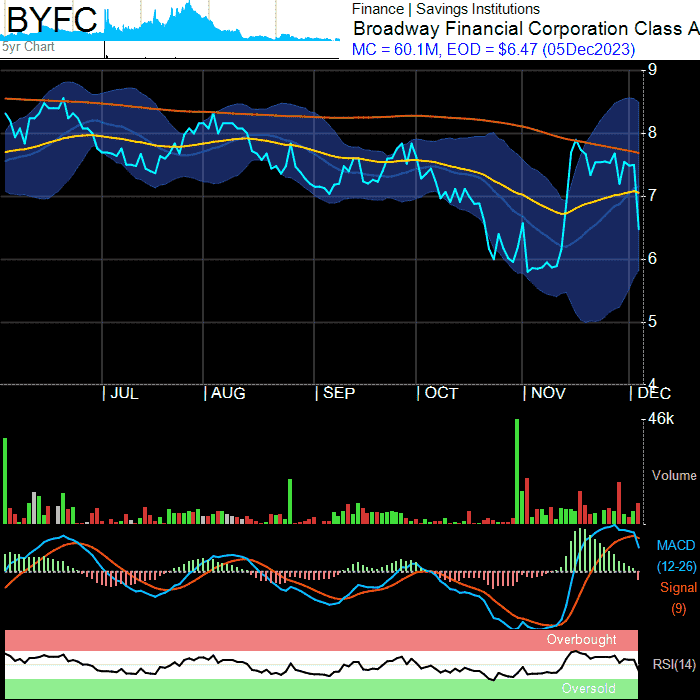 BYFC
5yr Chart
Finance | Savings Institutions
Broadway Financial Corporation Class A
MC = 60.1M, EOD = $6.47 (05Dec2023)
9
8
7
6
5
4
| JUL | AUG | SEP | OCT | NOV | DEC
46k
Volume
MACD
(12-26)
Signal
(9)
Overbought
RSI(14)
Oversold